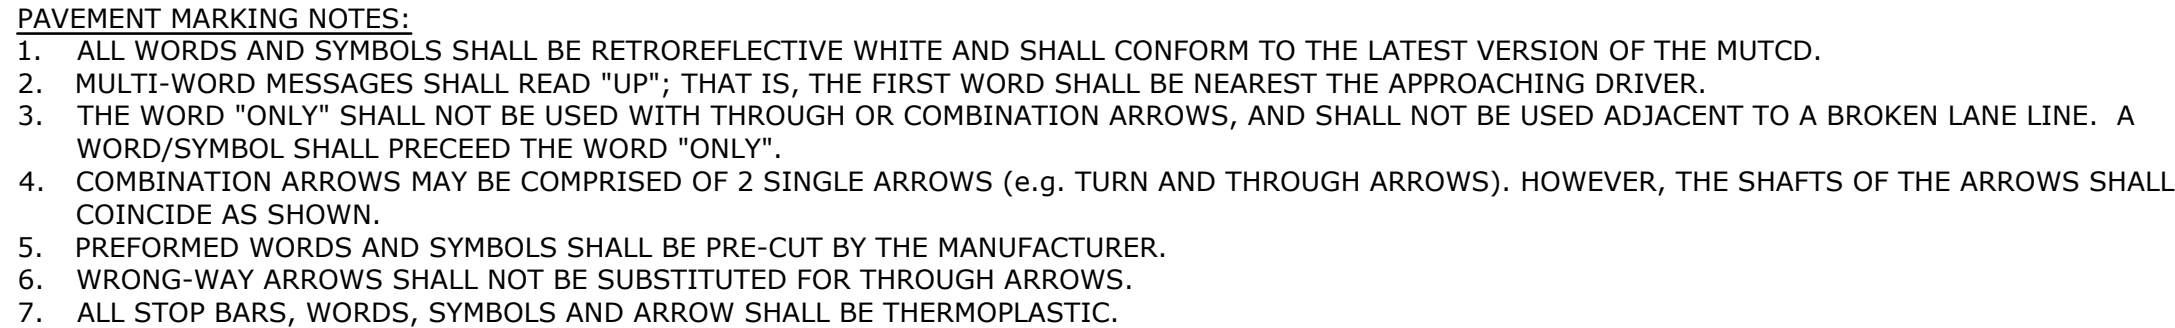 PAVEMENT MARKING NOTES:
1. ALL WORDS AND SYMBOLS SHALL BE RETROREFLECTIVE WHITE AND SHALL CONFORM TO THE LATEST VERSION OF THE MUTCD.
2. MULTI-WORD MESSAGES SHALL READ "UP"; THAT IS, THE FIRST WORD SHALL BE NEAREST THE APPROACHING DRIVER.
3. THE WORD "ONLY" SHALL NOT BE USED WITH THROUGH OR COMBINATION ARROWS, AND SHALL NOT BE USED ADJACENT TO A BROKEN LANE LINE. A
WORD/SYMBOL SHALL PRECEED THE WORD "ONLY".
4. COMBINATION ARROWS MAY BE COMPRISED OF 2 SINGLE ARROWS (e.g. TURN AND THROUGH ARROWS). HOWEVER, THE SHAFTS OF THE ARROWS SHALL
COINCIDE AS SHOWN.
5. PREFORMED WORDS AND SYMBOLS SHALL BE PRE-CUT BY THE MANUFACTURER.
6. WRONG-WAY ARROWS SHALL NOT BE SUBSTITUTED FOR THROUGH ARROWS.
7. ALL STOP BARS, WORDS, SYMBOLS AND ARROW SHALL BE THERMOPLASTIC.